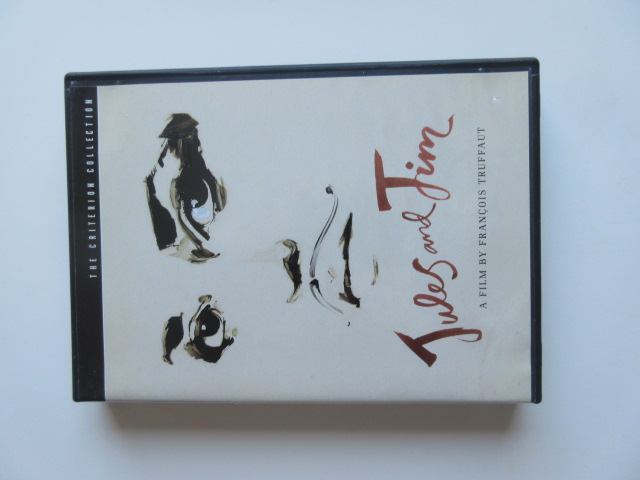 THE CRITERION COLLECTION
Jules and Jim
A FILM BY FRANÇOIS TRUFFAUT